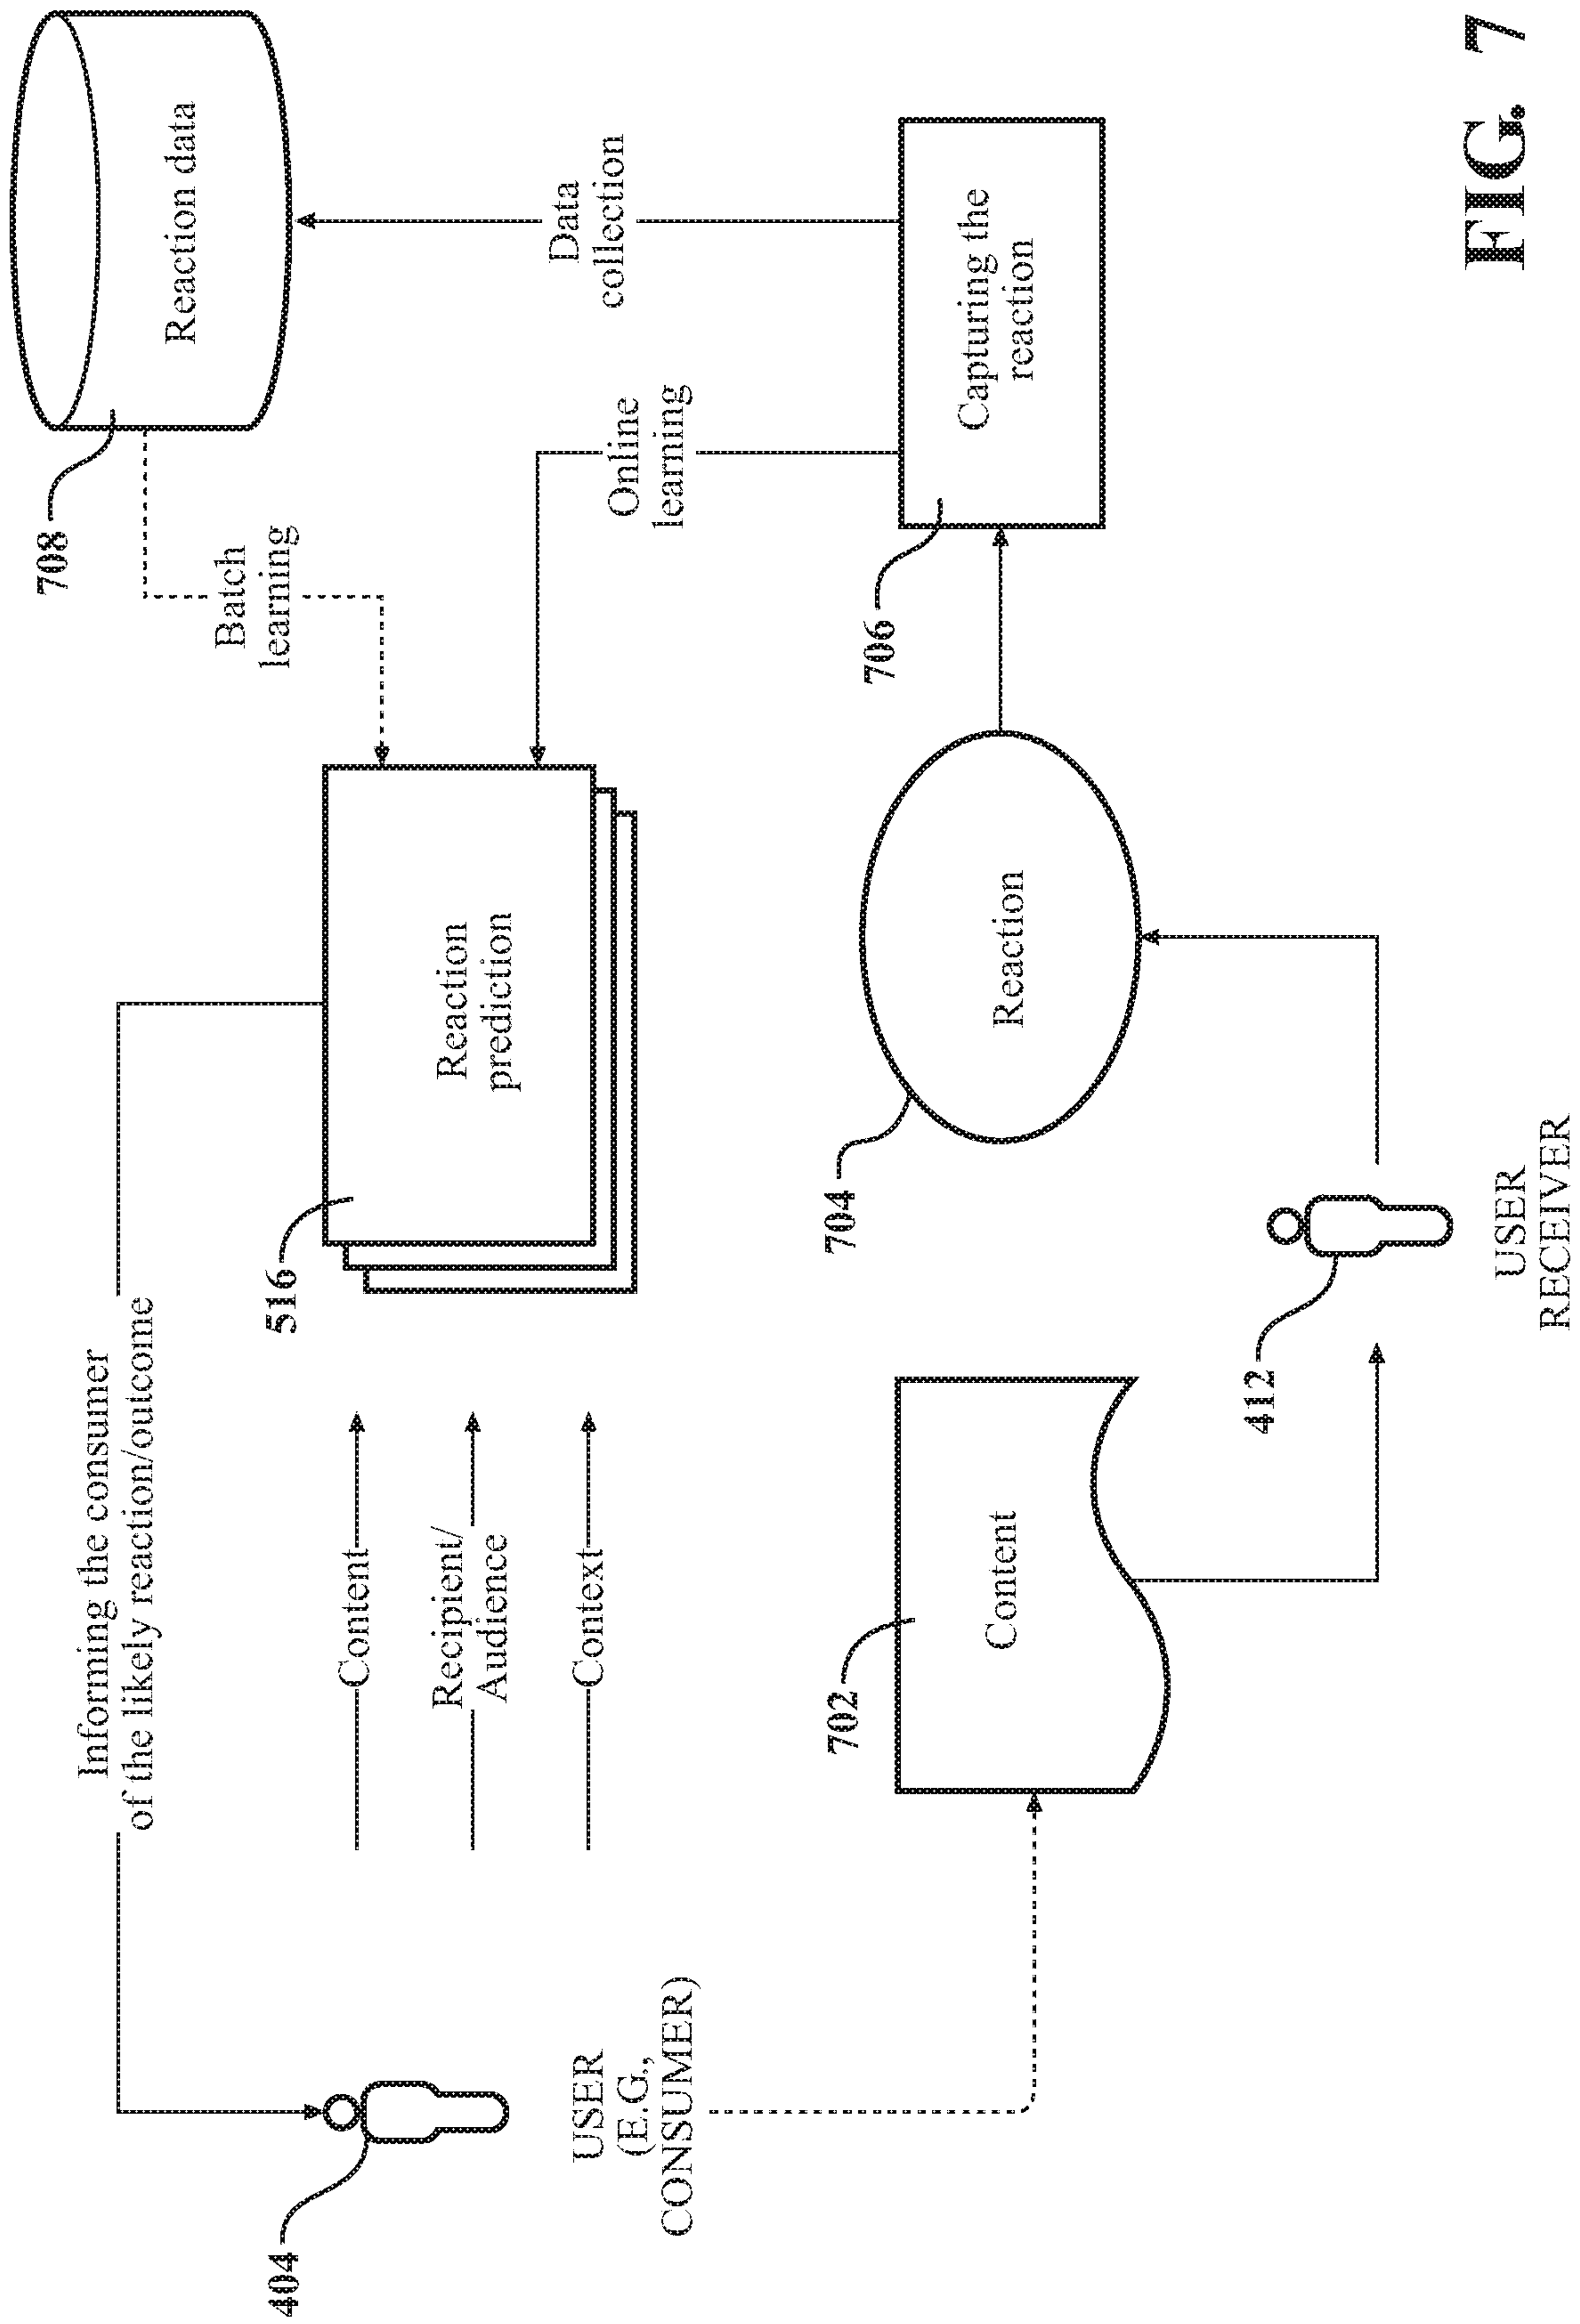 Informing the consumer
of the likely reaction/outcome
708
Reaction data
Batch
learning
404
516
Content
Recipient/
Audience
Context
Reaction
prediction
Online
learning
Data
collection
USER
(E.G.,
CONSUMER)
702
Content
704
Reaction
706
Capturing the
reaction
412
USER
RECEIVER
FIG. 7